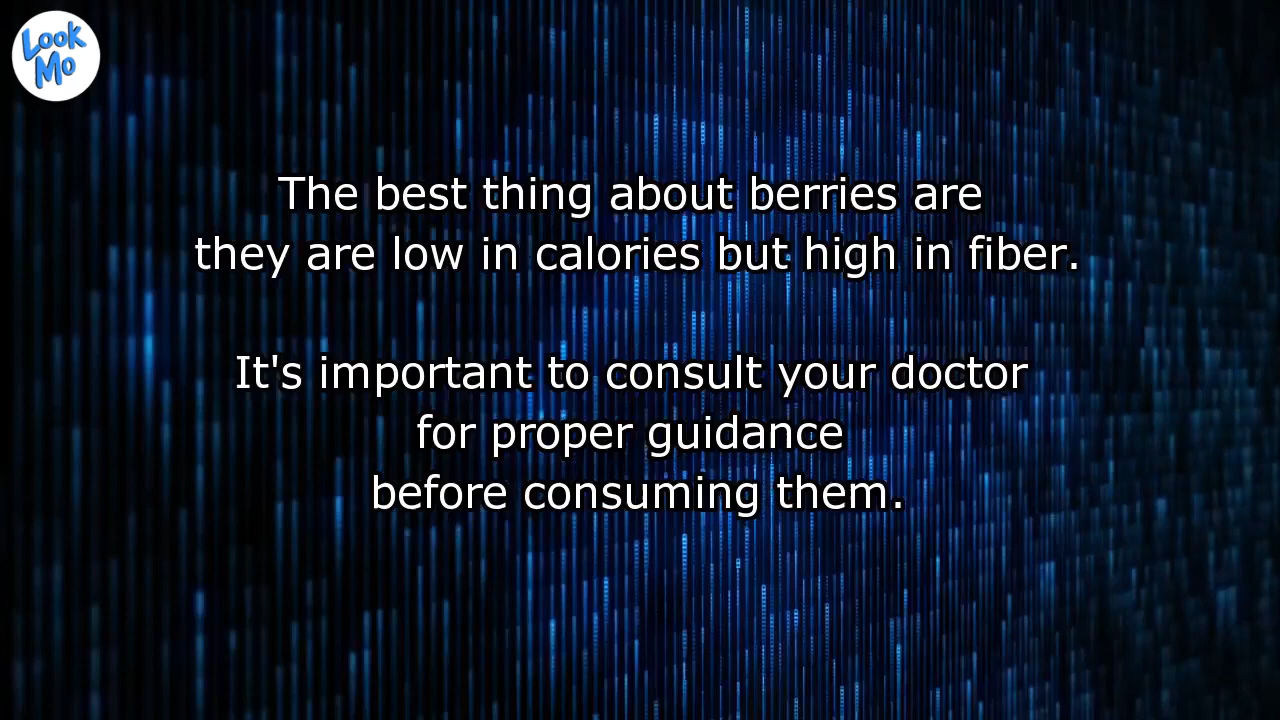 Look
Mo
The best thing about berries are
they are low in calories but high in fiber.
It's important to consult your doctor
for proper guidance
before consuming them.